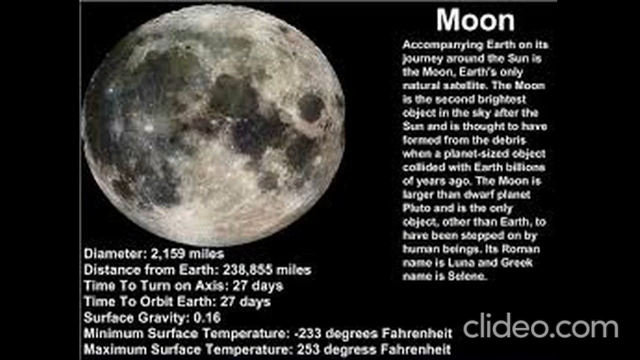 Moon
Accompanying Earth on its
journey around the Sun is
the Moon, Earth's only
natural satellite. The Moon
is the second brightest
object in the sky after the
Sun and is thought to have
formed from the debris
when a planet-sized object
collided with Earth billions
of years ago. The Moon is
larger than dwarf planet
Pluto and is the only
object, other than Earth, to
have been stepped on by
human beings. Its Roman
name is Luna and Greek
name is Selene.
Diameter: 2,159 miles
Distance from Earth: 238,855 miles
Time To Turn on Axis: 27 days
Time To Orbit Earth: 27 days
Surface Gravity: 0.16
Minimum Surface Temperature: -233 degrees Fahrenheit
Maximum Surface Temperature: 253 degrees Fahrenheit
clideo.com